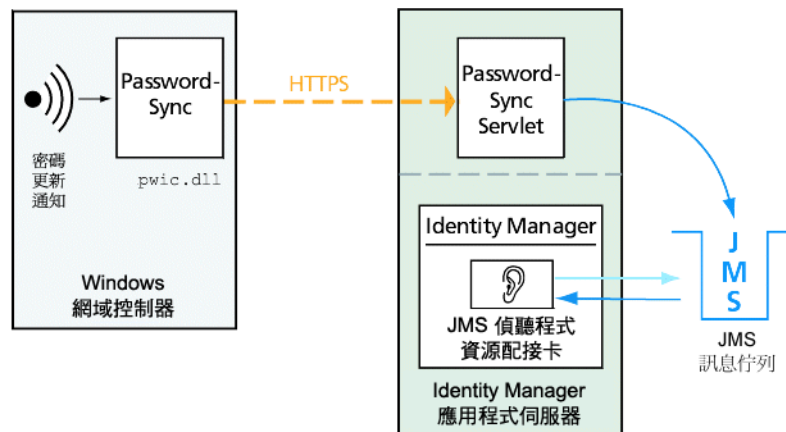 密碼
更新
通知
Password-
Sync
pwic.dll
Windows
網域控制器
HTTPS
Password-
Sync
Servlet
Identity Manager
JMS 偵聽程式
資源配接卡
Identity Manager
應用程式伺服器
J
M
S
JMS
訊息佇列